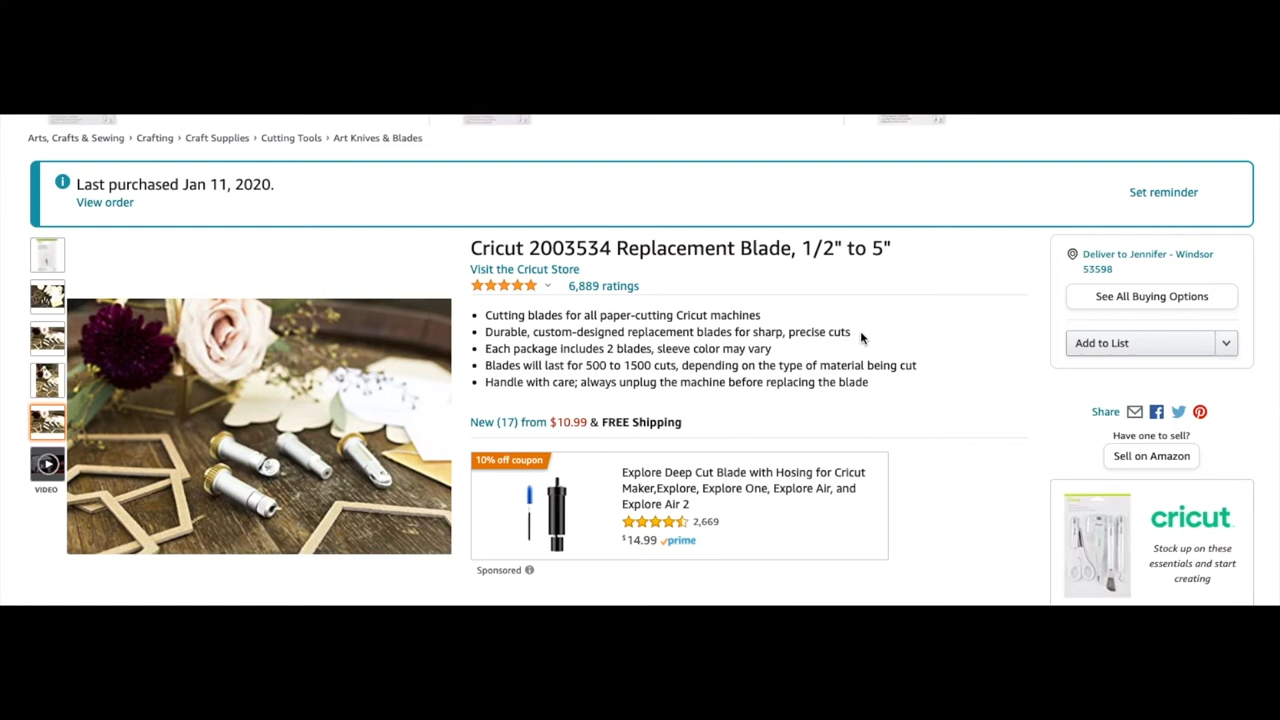 Arts, Crafts & Sewing › Crafting › Craft Supplies › Cutting Tools › Art Knives & Blades
Last purchased Jan 11, 2020.
View order
Set reminder
Cricut 2003534 Replacement Blade, 1/2" to 5"
Visit the Cricut Store
6,889 ratings
• Cutting blades for all paper-cutting Cricut machines
• Durable, custom-designed replacement blades for sharp, precise cuts
• Each package includes 2 blades, sleeve color may vary
• Blades will last for 500 to 1500 cuts, depending on the type of material being cut
• Handle with care; always unplug the machine before replacing the blade
New (17) from $10.99 & FREE Shipping
10% off coupon
Explore Deep Cut Blade with Hosing for Cricut
Maker,Explore, Explore One, Explore Air, and
Explore Air 2
2,669
$14.99 prime
Sponsored
VIDEO
Deliver to Jennifer - Windsor
53598
See All Buying Options
Add to List
Share
Have one to sell?
Sell on Amazon
cricut
Stock up on these
essentials and start
creating